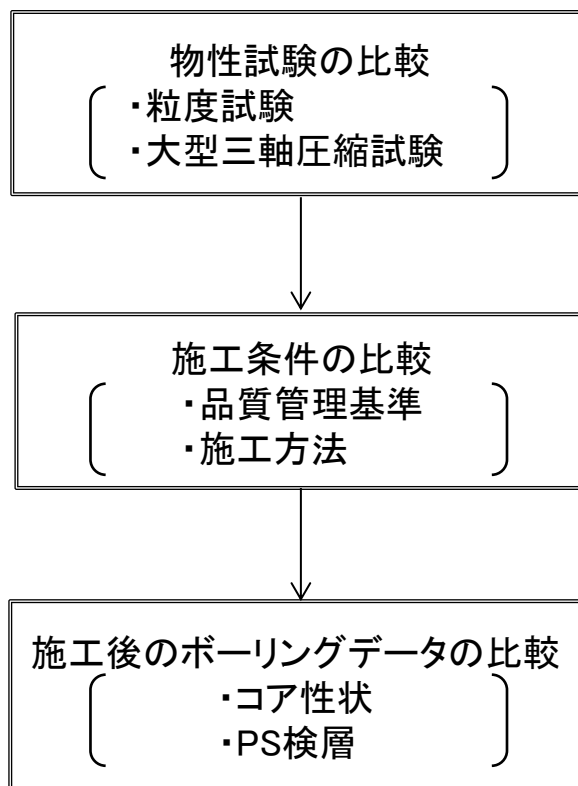 物性試験の比較
・粒度試験
・大型三軸圧縮試験
施工条件の比較
・品質管理基準
・施工方法
施工後のボーリングデータの比較
・コア性状
・PS検層